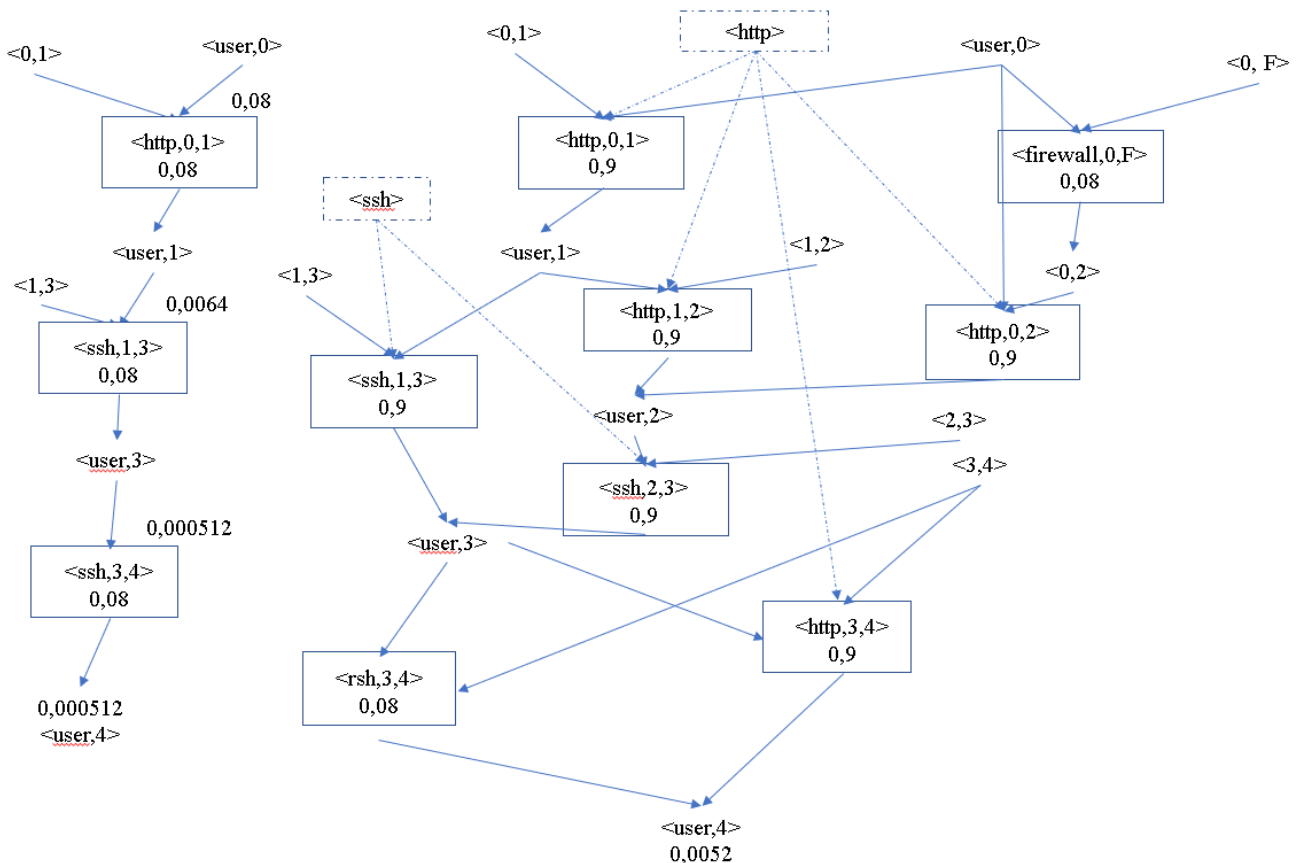 <0,1>
<user,0>
0,08
<http,0,1>
0,08
<user,1>
<1,3>
0,0064
<ssh,1,3>
0,08
<user,3>
0,000512
<ssh,3,4>
0,08
0,000512
<user,4>
<0,1>
<http>
<user,0>
<0, F>
<http,0,1>
0,9
<firewall,0,F>
0,08
<ssh>
<user,1>
<1,2>
<1,3>
<0,2>
<http,1,2>
0,9
<http,0,2>
0,9
<ssh,1,3>
0,9
<user,2>
<2,3>
<3,4>
<ssh,2,3>
0,9
<user,3>
<http,3,4>
0,9
<rsh,3,4>
0,08
<user,4>
0,0052